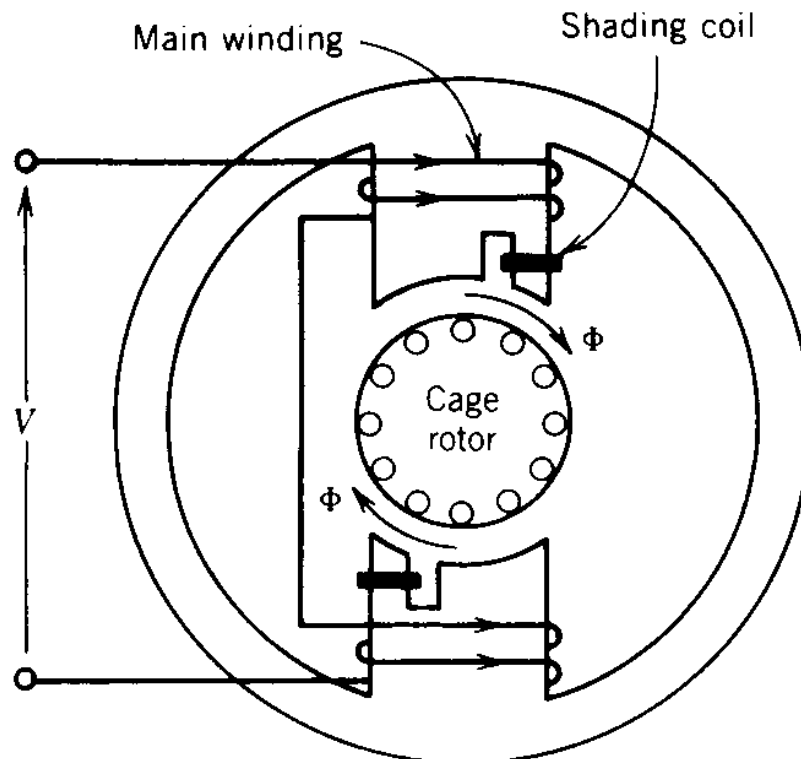 Main winding
Shading coil
Φ
Cage
rotor
V
Φ